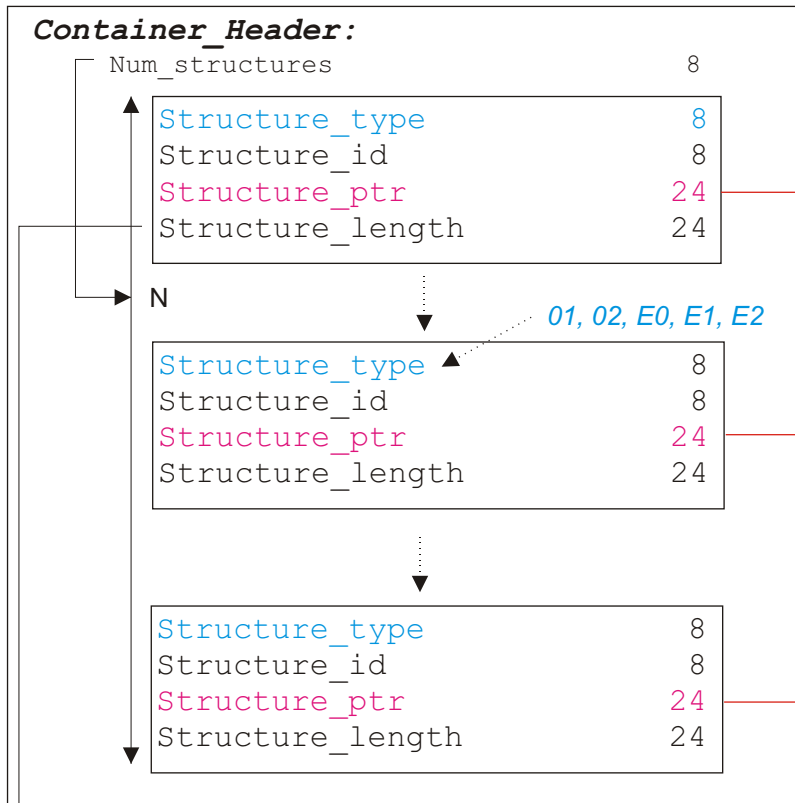 Container_Header:
Num_structures 8
Structure_type 8
Structure_id 8
Structure_ptr 24
Structure_length 24
N
01, 02, E0, E1, E2
Structure_type 8
Structure_id 8
Structure_ptr 24
Structure_length 24
Structure_type 8
Structure_id 8
Structure_ptr 24
Structure_length 24